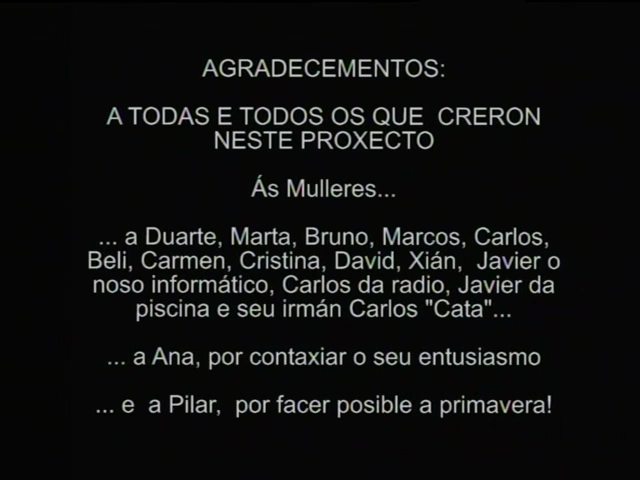 AGRADECEMENTOS:
A TODAS E TODOS OS QUE CRERON
NESTE PROXECTO
Ás Mulleres...
... a Duarte, Marta, Bruno, Marcos, Carlos,
Beli, Carmen, Cristina, David, Xián, Javier o
noso informático, Carlos da radio, Javier da
piscina e seu irmán Carlos "Cata"...
... a Ana, por contaxiar o seu entusiasmo
... e a Pilar, por facer posible a primavera!